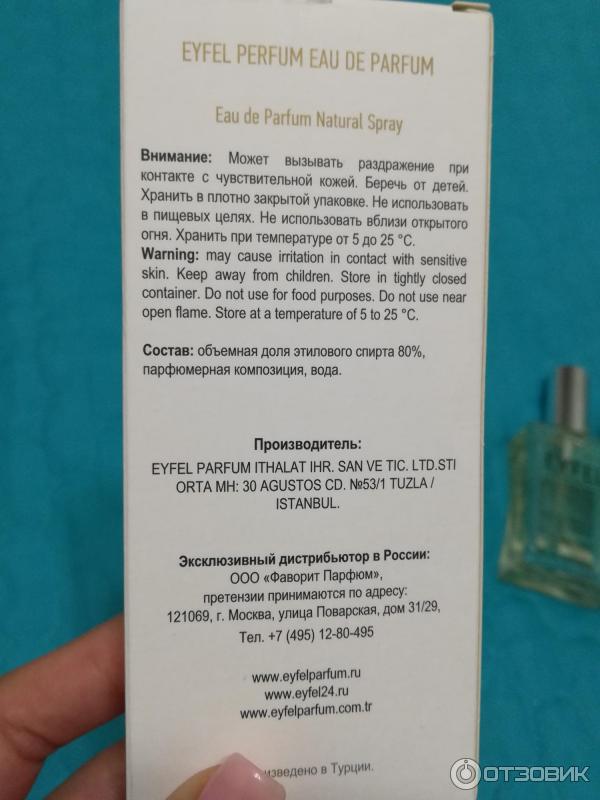 EYFEL PERFUM EAU DE PARFUM
Eau de Parfum Natural Spray
Внимание: Может вызывать раздражение при
контакте с чувствительной кожей. Беречь от детей.
Хранить в плотно закрытой упаковке. Не использовать
в пищевых целях. Не использовать вблизи открытого
огня. Хранить при температуре от 5 до 25 °C.
Warning: may cause irritation in contact with sensitive
skin. Keep away from children. Store in tightly closed
container. Do not use for food purposes. Do not use near
open flame. Store at a temperature of 5 to 25 °C.
Состав: объемная доля этилового спирта 80%,
парфюмерная композиция, вода.
Производитель:
EYFEL PARFUM ITHALAT IHR. SAN VE TIC. LTD.STI
ORTA MH: 30 AGUSTOS CD. №53/1 TUZLA /
ISTANBUL.
Эксклюзивный дистрибьютор в России:
ООО «Фаворит Парфюм»,
претензии принимаются по адресу:
121069, г. Москва, улица Поварская, дом 31/29,
Тел. +7 (495) 12-80-495
www.eyfelparfum.ru
www.eyfel24.ru
www.eyfelparfum.com.tr
изведено в Турции.
EYFEL
ОТЗОВИК